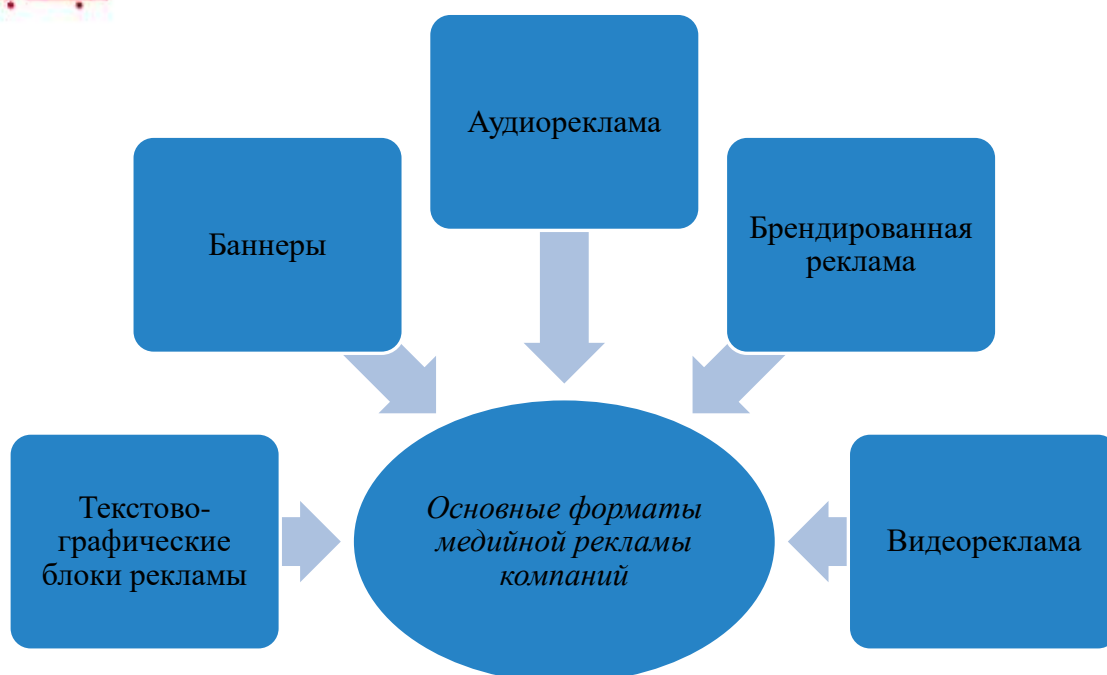 Аудиореклама
Баннеры
Брендированная
реклама
Текстово-
графические
блоки рекламы
Основные форматы
медийной рекламы
компаний
Видеореклама